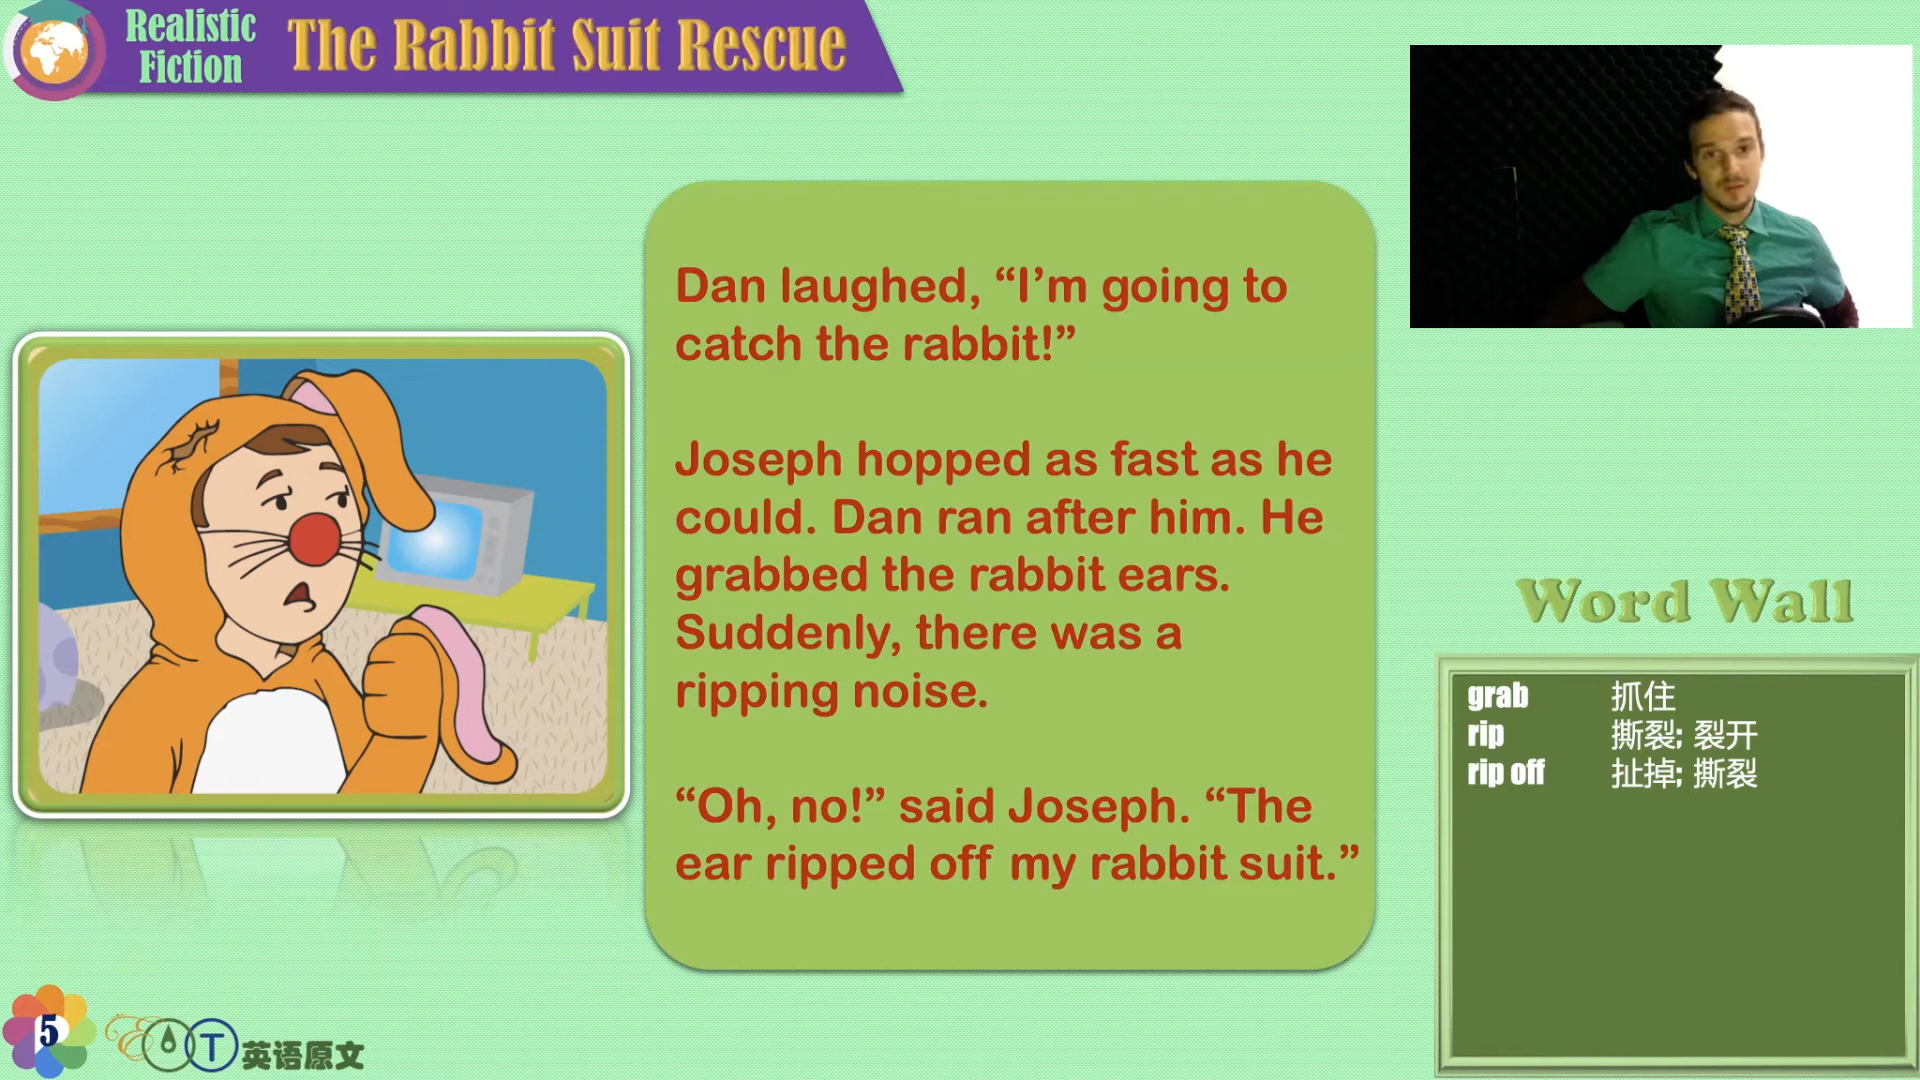 Realistic
Fiction
The Rabbit Suit Rescue
Dan laughed, “I’m going to
catch the rabbit!”
Joseph hopped as fast as he
could. Dan ran after him. He
grabbed the rabbit ears.
Suddenly, there was a
ripping noise.
“Oh, no!” said Joseph. “The
ear ripped off my rabbit suit.”
Word Wall
grab 抓住
rip 撕裂; 裂开
rip off 扯掉; 撕裂
5
EAT英语原文